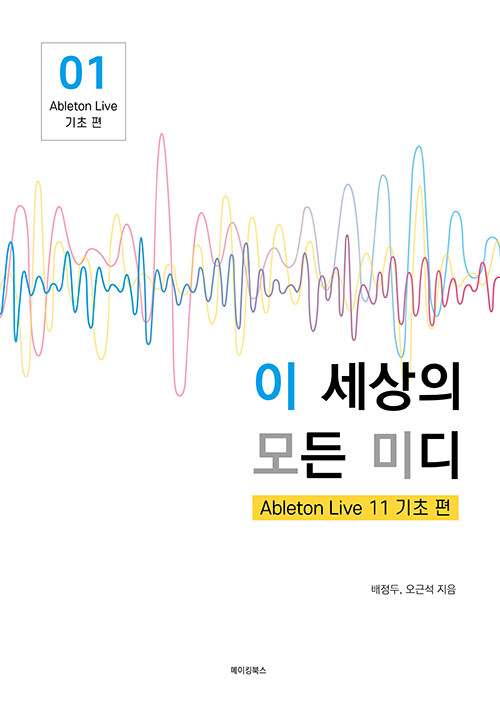 01
Ableton Live
기초 편
이 세상의
모든 미디
Ableton Live 11 기초 편
배정두, 오근석 지음
메이킹북스